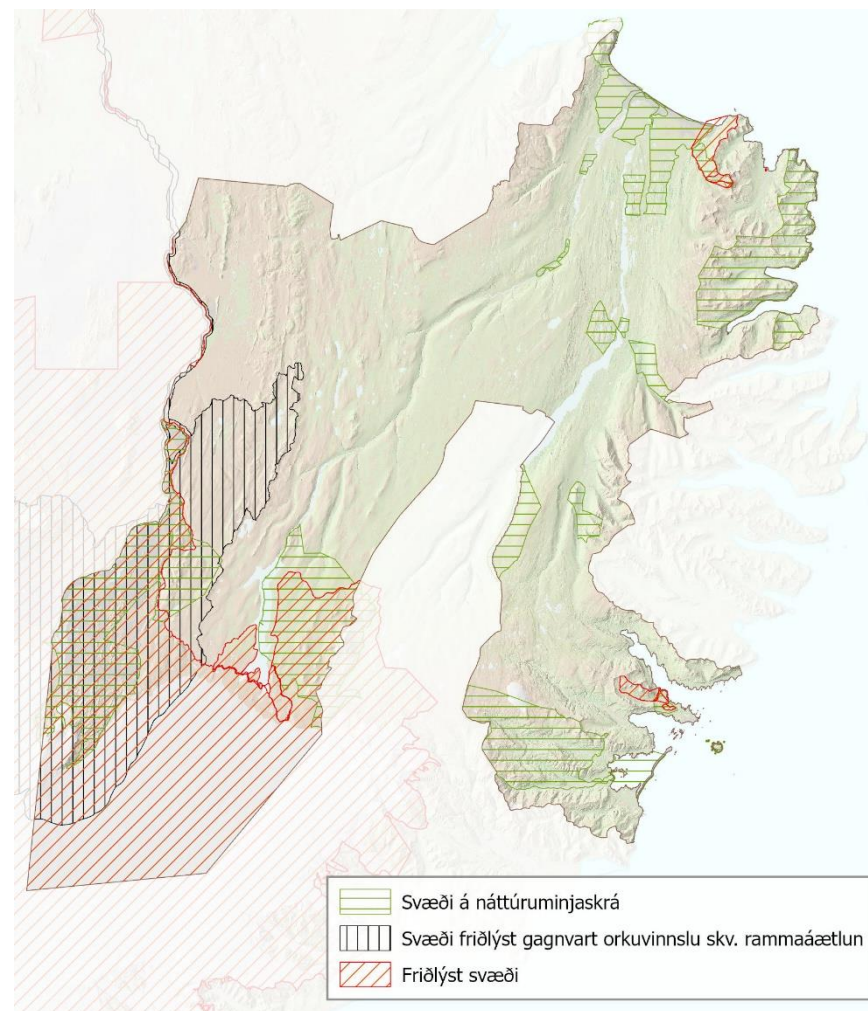 Svæði á náttúruminjaskrá
Svæði friðlýst gagnvart orkuvinnslu skv. rammaáætlun
Friðlýst svæði